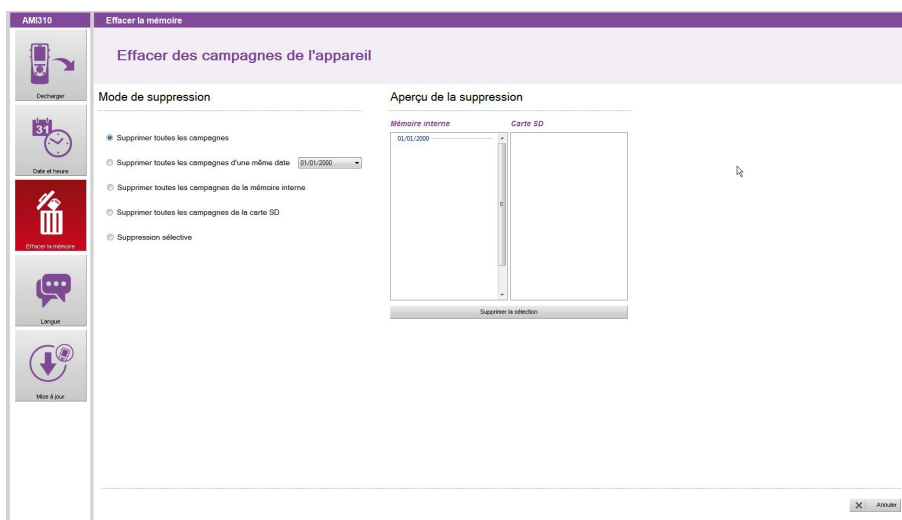 AMI310
Effacer la mémoire
Effacer des campagnes de l'appareil
Decharger
31
Date et heure
Effacer la mémoire
Langue
Mise à jour
Mode de suppression
Supprimer toutes les campagnes
Supprimer toutes les campagnes d'une même date
01/01/2000
Supprimer toutes les campagnes de la mémoire interne
Supprimer toutes les campagnes de la carte SD
Suppression sélective
Aperçu de la suppression
Mémoire interne
Carte SD
01/01/2000
Supprimer la sélection
Annuler